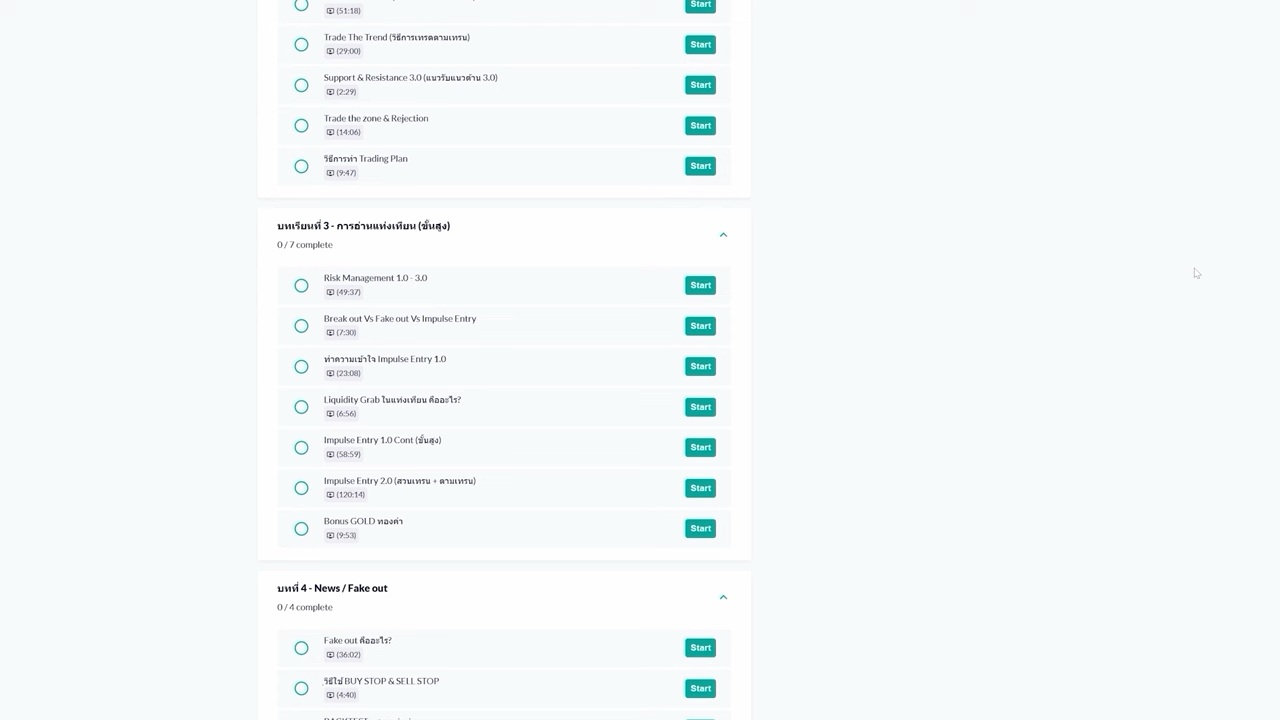 (51:18)
Start
Trade The Trend (วิธีการเทรดตามเทรน)
(29:00)
Start
Support & Resistance 3.0 (แนวรับแนวต้าน 3.0)
(2:29)
Start
Trade the zone & Rejection
(14:06)
Start
วิธีการทำ Trading Plan
(9:47)
Start
บทเรียนที่ 3 - การอ่านแท่งเทียน (ขั้นสูง)
0 / 7 complete
Risk Management 1.0 - 3.0
(49:37)
Start
Break out Vs Fake out Vs Impulse Entry
(7:30)
Start
ทำความเข้าใจ Impulse Entry 1.0
(23:08)
Start
Liquidity Grab ในแท่งเทียน คืออะไร?
(6:56)
Start
Impulse Entry 1.0 Cont (ขั้นสูง)
(58:59)
Start
Impulse Entry 2.0 (สวนเทรน + ตามเทรน)
(120:14)
Start
Bonus GOLD ทองคำ
(9:53)
Start
บทที่ 4 - News / Fake out
0 / 4 complete
Fake out คืออะไร?
(36:02)
Start
วิธีใช้ BUY STOP & SELL STOP
(4:40)
Start